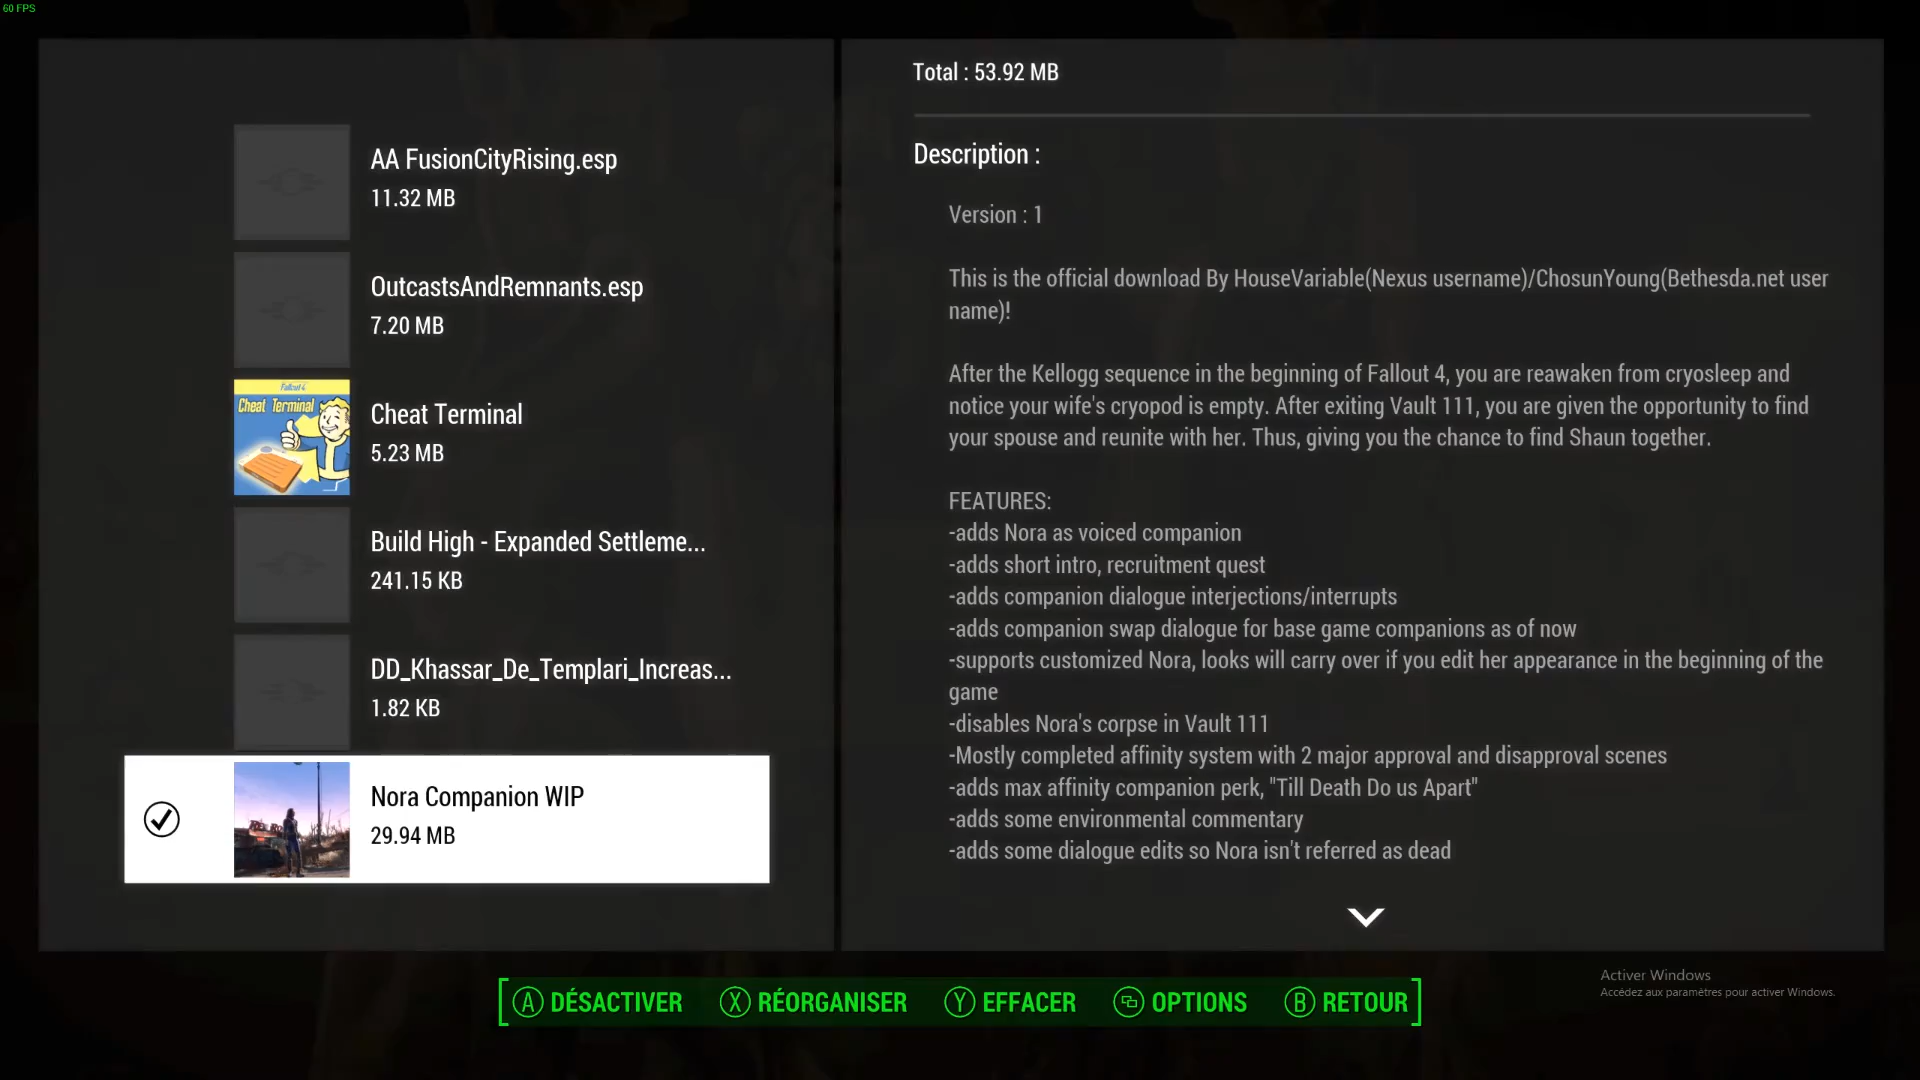 60 FPS
Total : 53.92 MB
AA FusionCityRising.esp
11.32 MB
OutcastsAndRemnants.esp
7.20 MB
Fallout 4
Cheat Terminal
Cheat Terminal
5.23 MB
Build High - Expanded Settleme...
241.15 KB
DD_Khassar_De_Templari_Increas...
1.82 KB
Nora Companion WIP
29.94 MB
Description :
Version : 1
This is the official download By HouseVariable(Nexus username)/ChosunYoung(Bethesda.net user
name)!
After the Kellogg sequence in the beginning of Fallout 4, you are reawaken from cryosleep and
notice your wife's cryopod is empty. After exiting Vault 111, you are given the opportunity to find
your spouse and reunite with her. Thus, giving you the chance to find Shaun together.
FEATURES:
-adds Nora as voiced companion
-adds short intro, recruitment quest
-adds companion dialogue interjections/interrupts
-adds companion swap dialogue for base game companions as of now
-supports customized Nora, looks will carry over if you edit her appearance in the beginning of the
game
-disables Nora's corpse in Vault 111
-Mostly completed affinity system with 2 major approval and disapproval scenes
-adds max affinity companion perk, "Till Death Do us Apart"
-adds some environmental commentary
-adds some dialogue edits so Nora isn't referred as dead
A DÉSACTIVER X RÉORGANISER Y EFFACER OPTIONS B RETOUR
Activer Windows
Accédez aux paramètres pour activer Windows.